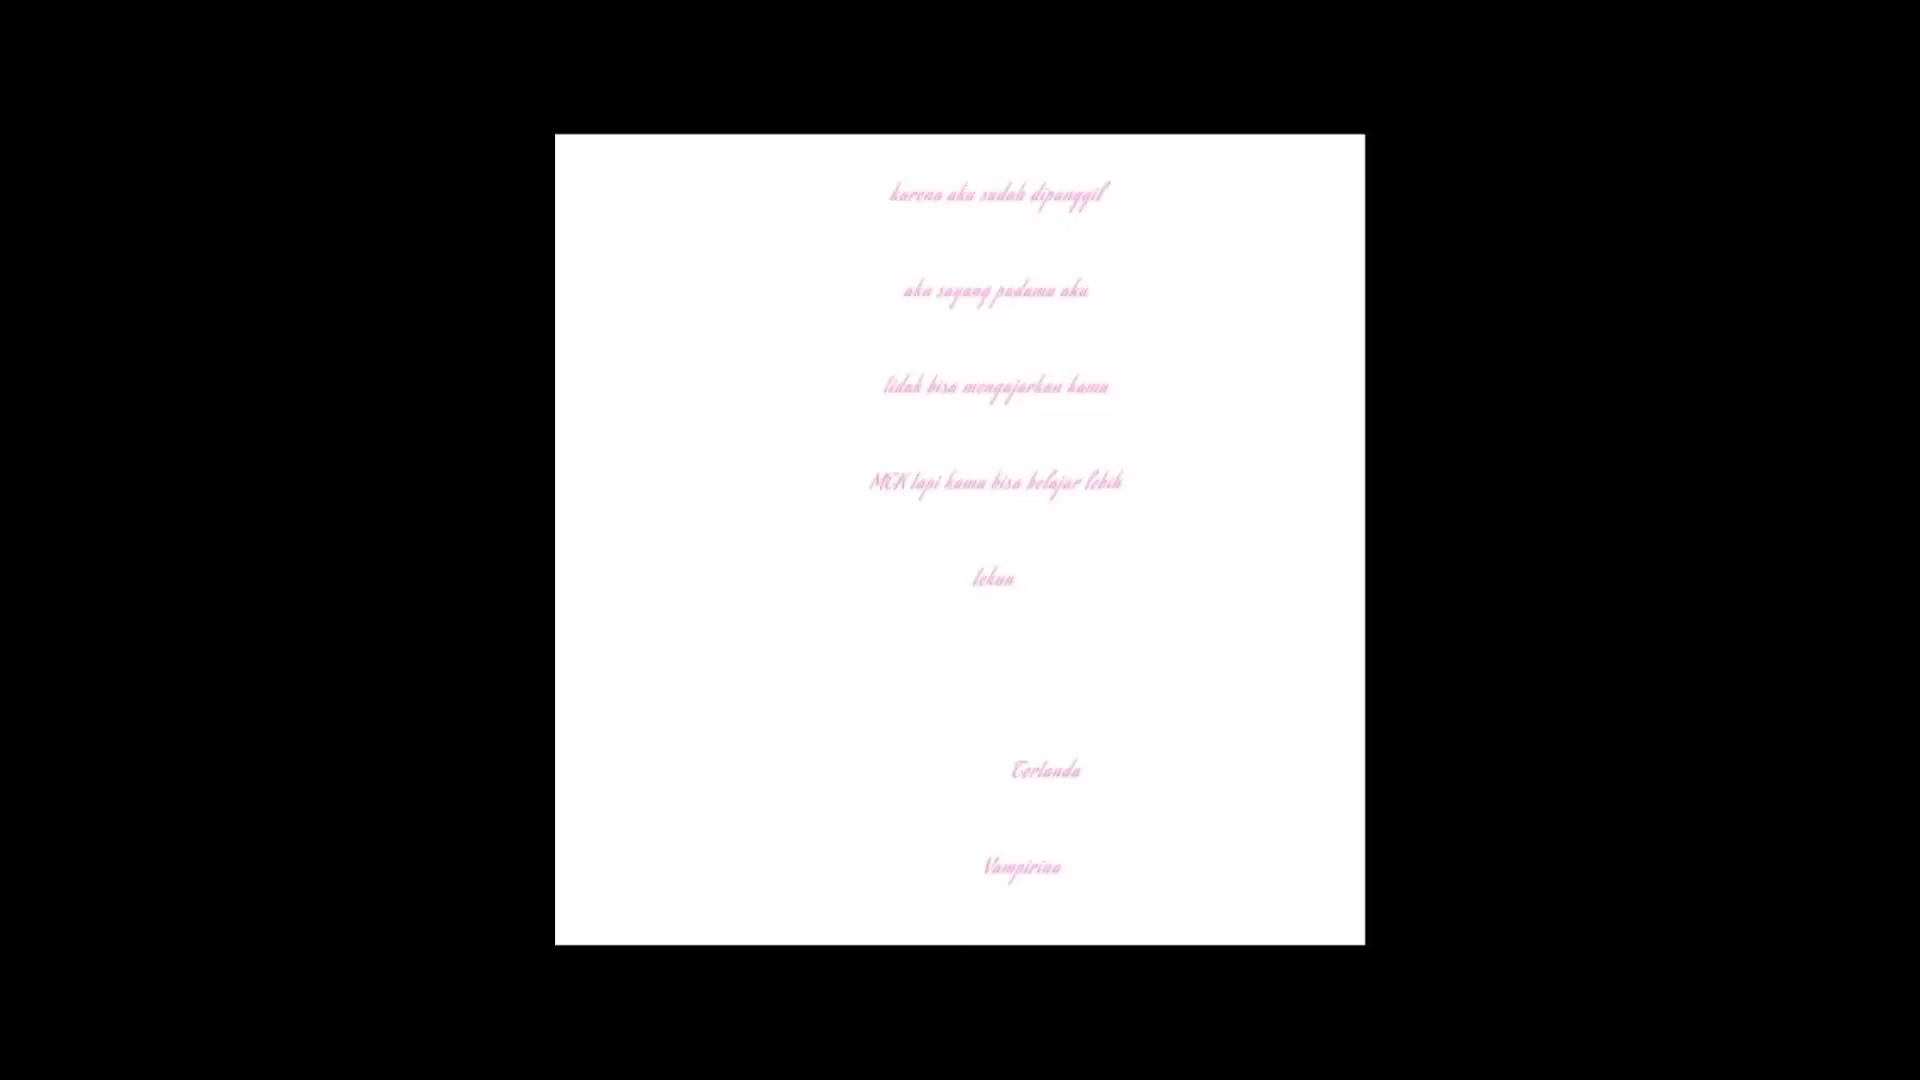 karena aku sudah dipanggil
aku sayang padamu aku
tidak bisa mengajarkan kamu
MCK tapi kamu bisa belajar lebih
tekun
Tertanda
Vampirina